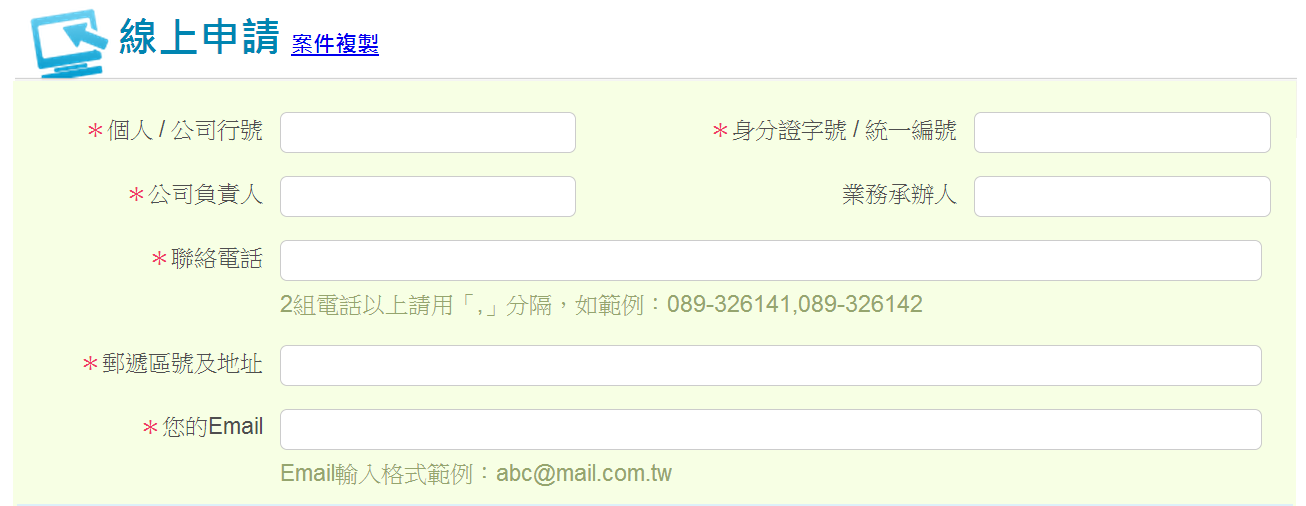 線上申請 案件複製
*個人 / 公司行號 *身分證字號 / 統一編號
*公司負責人 業務承辦人
*聯絡電話
2組電話以上請用「,」分隔，如範例：089-326141,089-326142
*郵遞區號及地址
*您的Email
Email輸入格式範例：abc@mail.com.tw